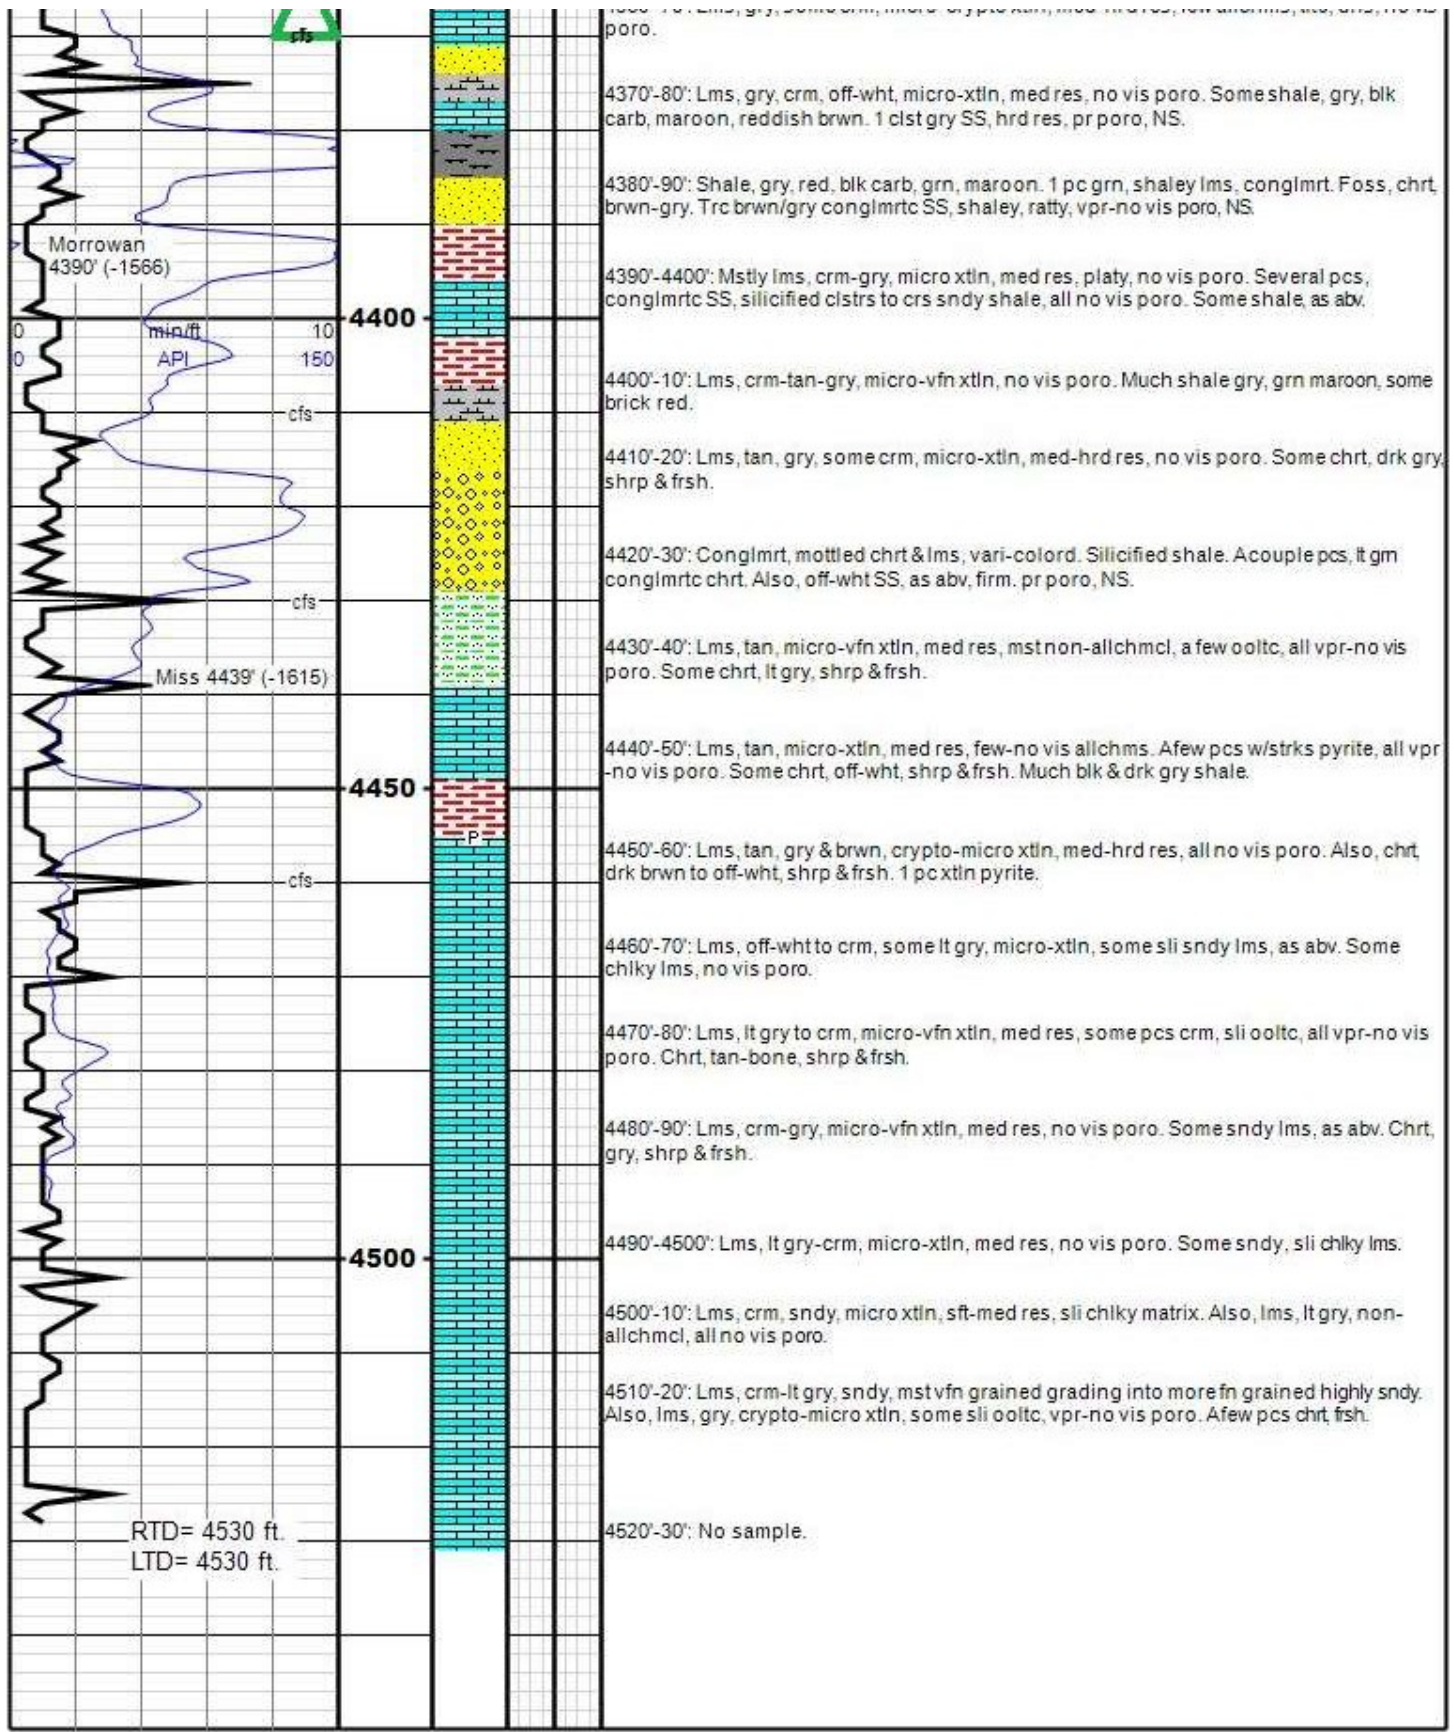 cfs
poro.
4370'-80': Lms, gry, crm, off-wht, micro-xtln, med res, no vis poro. Some shale, gry, blk
carb, maroon, reddish brwn. 1 clst gry SS, hrd res, pr poro, NS.
4380'-90': Shale, gry, red, blk carb, grn, maroon. 1 pc grn, shaley lms, conglmrt. Foss, chrt,
brwn-gry. Trc brwn/gry conglmrtc SS, shaley, ratty, vpr-no vis poro, NS.
Morrowan
4390' (-1566)
4390'-4400': Mstly lms, crm-gry, micro xtln, med res, platy, no vis poro. Several pcs,
conglmrtc SS, silicified clstrs to crs sndy shale, all no vis poro. Some shale, as abv.
4400
0 min/ft 10
0 API 150
4400'-10': Lms, crm-tan-gry, micro-vfn xtln, no vis poro. Much shale gry, grn maroon, some
brick red.
cfs
4410'-20': Lms, tan, gry, some crm, micro-xtln, med-hrd res, no vis poro. Some chrt, drk gry,
shrp & frsh.
4420'-30': Conglmrt, mottled chrt & lms, vari-colord. Silicified shale. A couple pcs, lt grn
conglmrtc chrt. Also, off-wht SS, as abv, firm. pr poro, NS.
cfs
4430'-40': Lms, tan, micro-vfn xtln, med res, mst non-allchmcl, a few ooltc, all vpr-no vis
poro. Some chrt, lt gry, shrp & frsh.
Miss 4439' (-1615)
4440'-50': Lms, tan, micro-xtln, med res, few-no vis allchms. A few pcs w/strks pyrite, all vpr
-no vis poro. Some chrt, off-wht, shrp & frsh. Much blk & drk gry shale.
4450
P
4450'-60': Lms, tan, gry & brwn, crypto-micro xtln, med-hrd res, all no vis poro. Also, chrt,
drk brwn to off-wht, shrp & frsh. 1 pc xtln pyrite.
cfs
4460'-70': Lms, off-wht to crm, some lt gry, micro-xtln, some sli sndy lms, as abv. Some
chlky lms, no vis poro.
4470'-80': Lms, lt gry to crm, micro-vfn xtln, med res, some pcs crm, sli ooltc, all vpr-no vis
poro. Chrt, tan-bone, shrp & frsh.
4480'-90': Lms, crm-gry, micro-vfn xtln, med res, no vis poro. Some sndy lms, as abv. Chrt,
gry, shrp & frsh.
4490'-4500': Lms, lt gry-crm, micro-xtln, med res, no vis poro. Some sndy, sli chlky lms.
4500
4500'-10': Lms, crm, sndy, micro xtln, sft-med res, sli chlky matrix. Also, lms, lt gry, non-
allchmcl, all no vis poro.
4510'-20': Lms, crm-lt gry, sndy, mst vfn grained grading into more fn grained highly sndy.
Also, lms, gry, crypto-micro xtln, some sli ooltc, vpr-no vis poro. A few pcs chrt, frsh.
RTD= 4530 ft.
LTD= 4530 ft.
4520'-30': No sample.